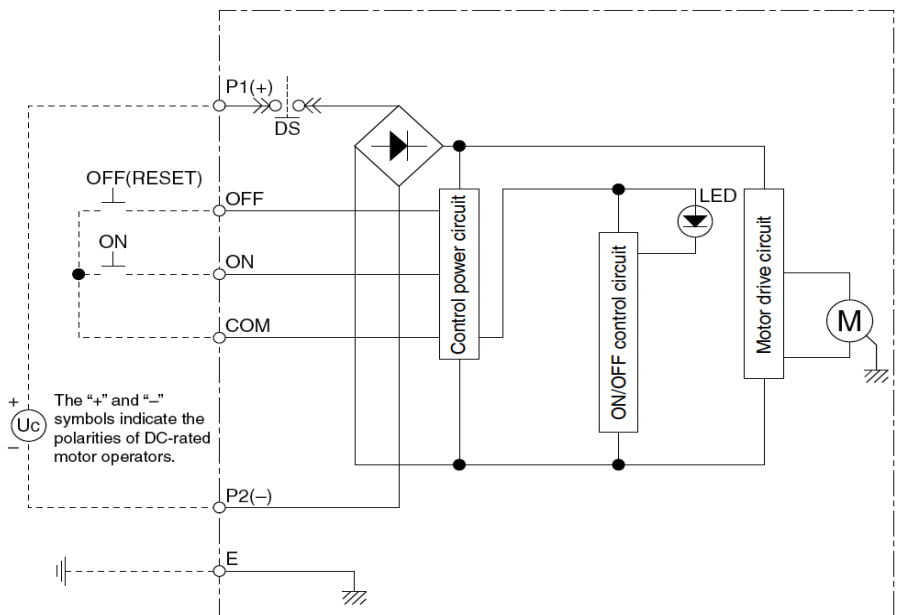 P1(+)
DS
OFF(RESET)
OFF
ON
ON
COM
Control power circuit
LED
ON/OFF control circuit
Motor drive circuit
M
+
Uc
–
The “+” and “–”
symbols indicate the
polarities of DC-rated
motor operators.
P2(–)
E